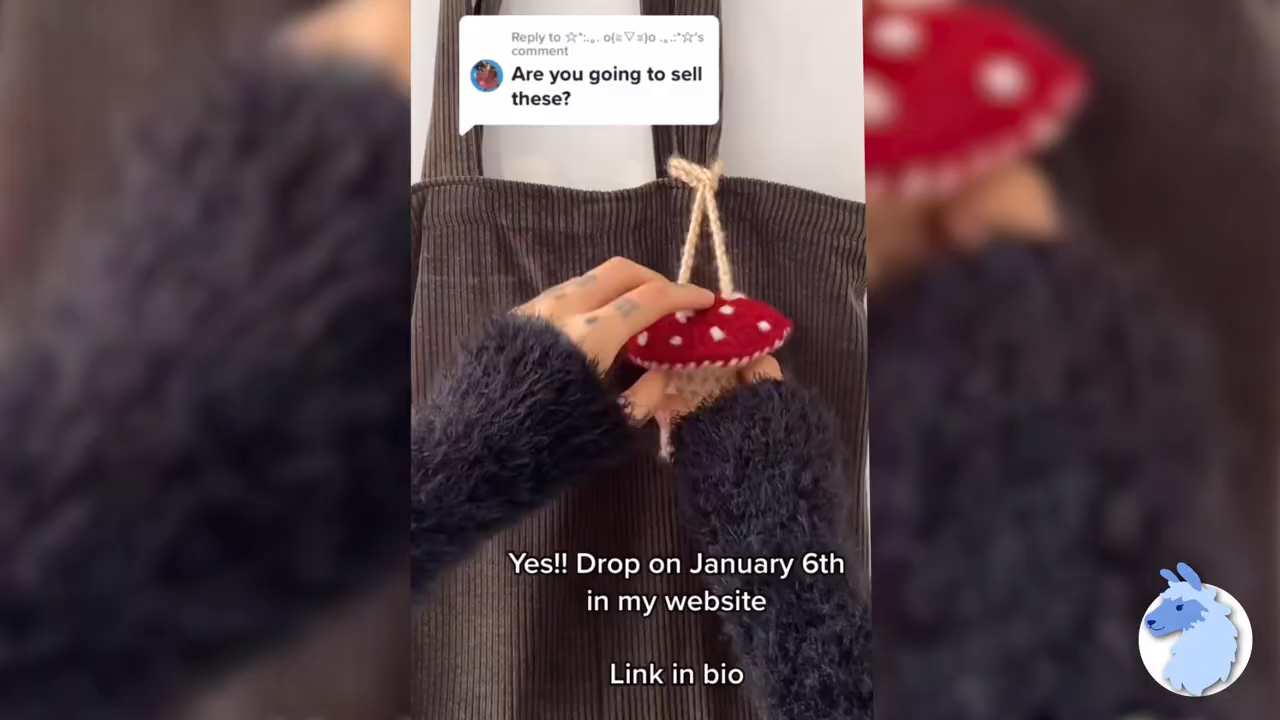 Reply to ☆*:.｡. o(≧▽≦)o .｡.:*☆'s
comment
Are you going to sell
these?
Yes!! Drop on January 6th
in my website
Link in bio